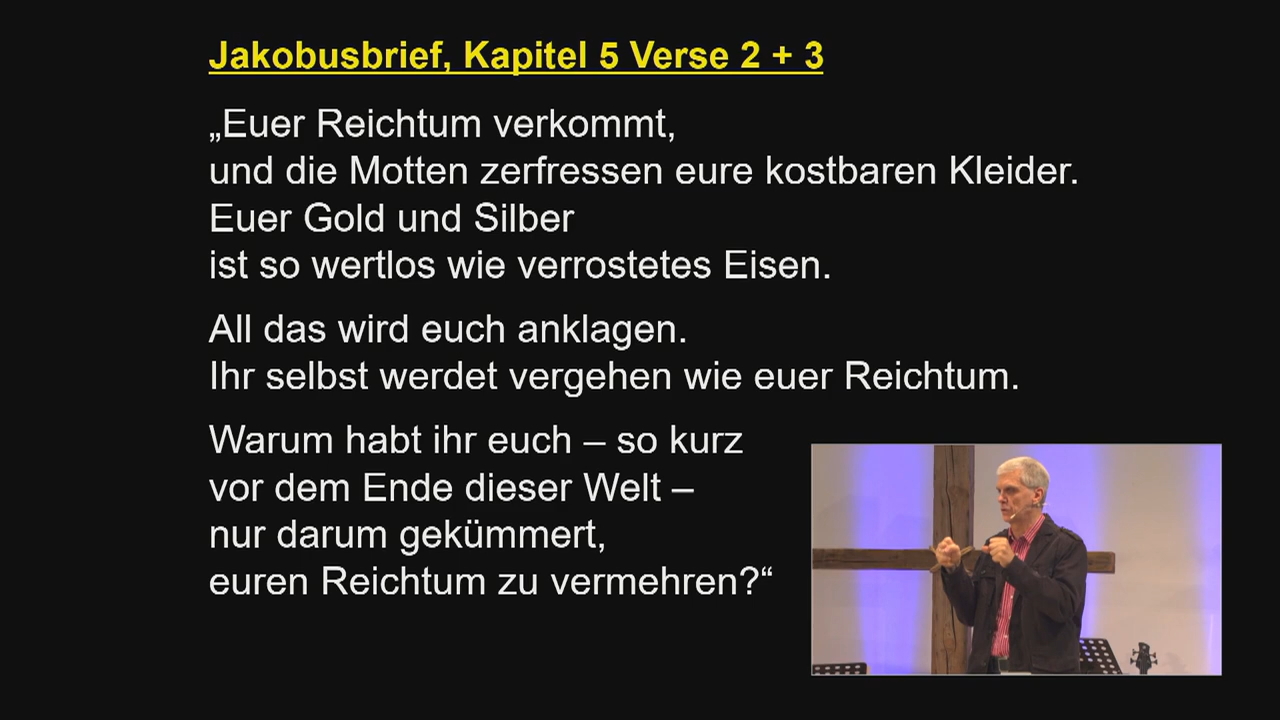 Jakobusbrief, Kapitel 5 Verse 2 + 3
„Euer Reichtum verkommt,
und die Motten zerfressen eure kostbaren Kleider.
Euer Gold und Silber
ist so wertlos wie verrostetes Eisen.
All das wird euch anklagen.
Ihr selbst werdet vergehen wie euer Reichtum.
Warum habt ihr euch – so kurz
vor dem Ende dieser Welt –
nur darum gekümmert,
euren Reichtum zu vermehren?“